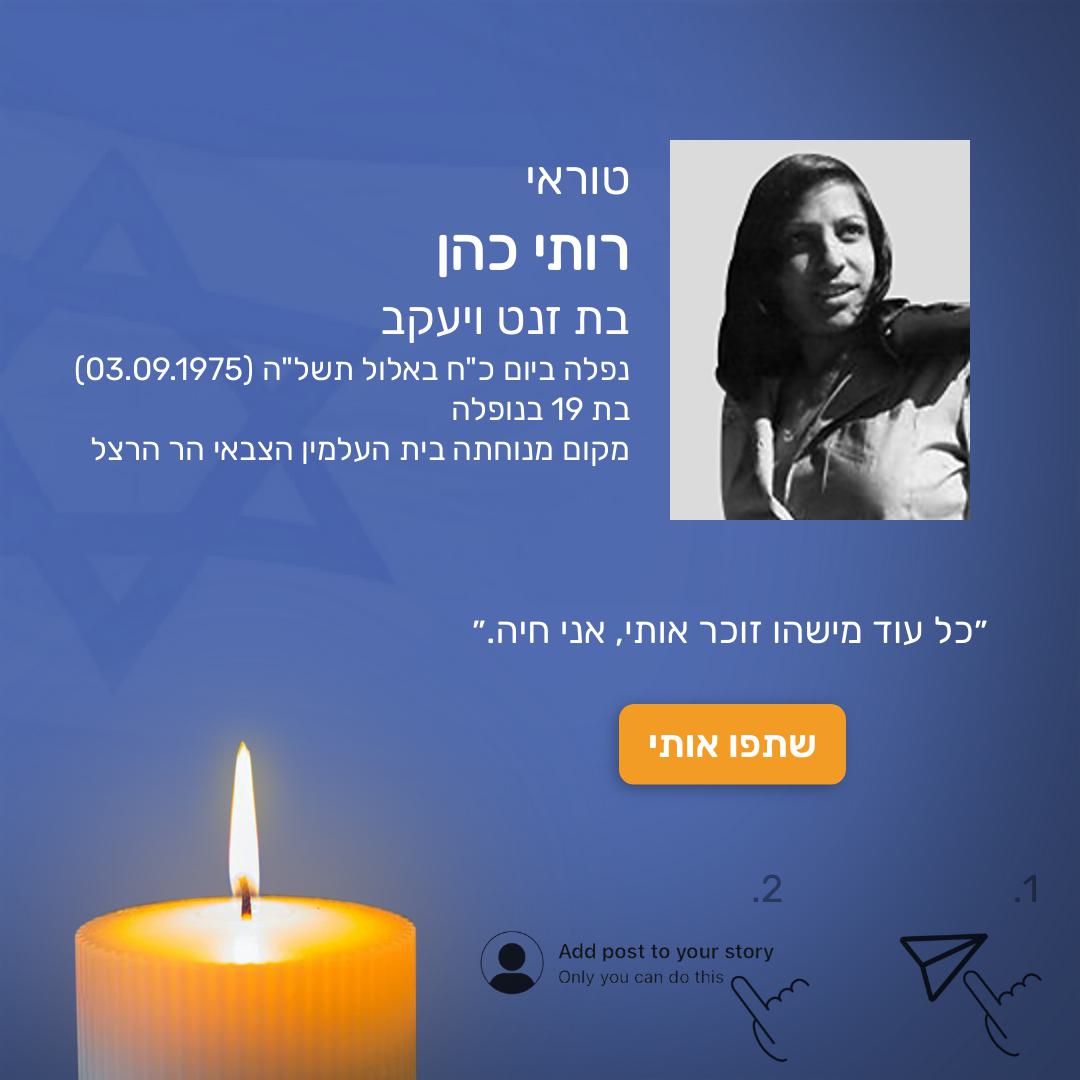 טוראי
רותי כהן
בת זנט ויעקב
נפלה ביום כ"ח באלול תשל"ה (03.09.1975)
בת 19 בנופלה
מקום מנוחתה בית העלמין הצבאי הר הרצל
״כל עוד מישהו זוכר אותי, אני חיה.״
שתפו אותי
.1
.2
Add post to your story
Only you can do this